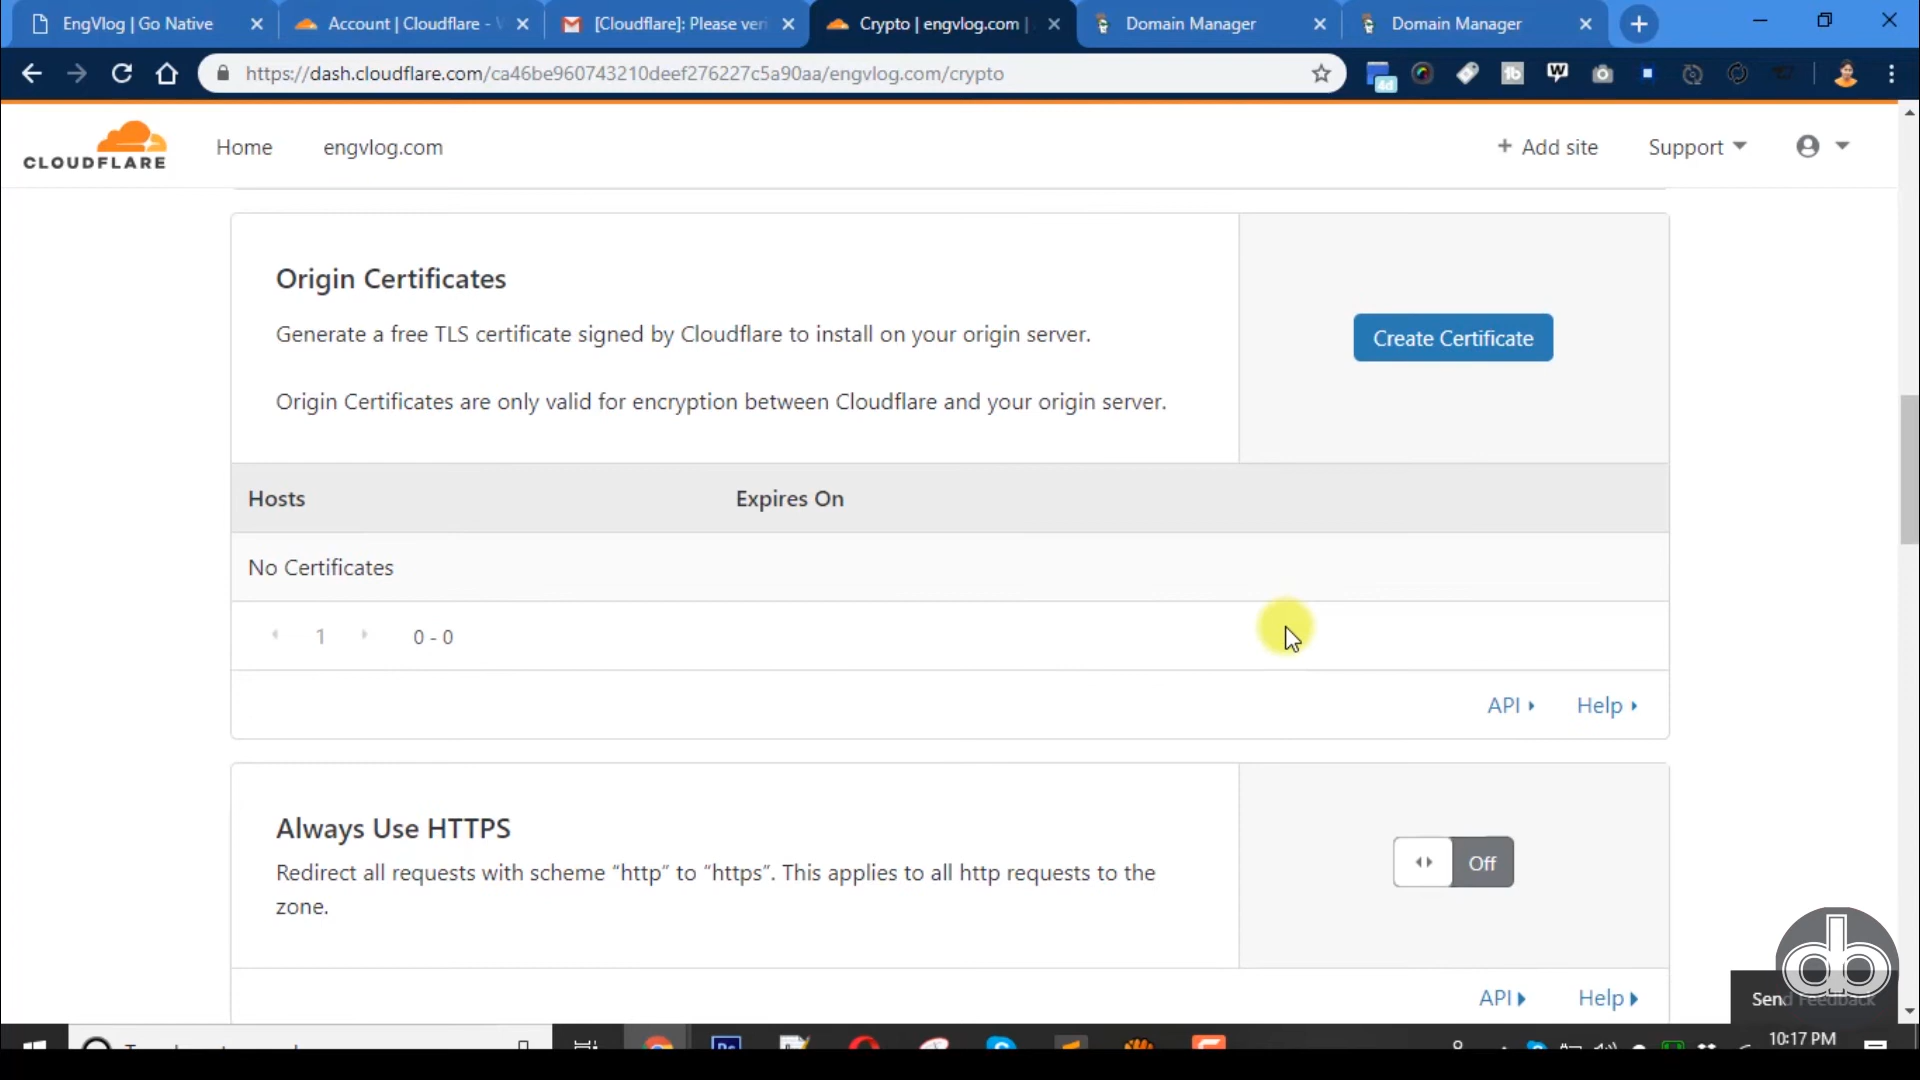 EngVlog | Go Native
Account | Cloudflare -
[Cloudflare]: Please veri
Crypto | engvlog.com |
Domain Manager
Domain Manager
https://dash.cloudflare.com/ca46be960743210deef276227c5a90aa/engvlog.com/crypto
CLOUDFLARE
Home
engvlog.com
+ Add site
Support
Origin Certificates
Generate a free TLS certificate signed by Cloudflare to install on your origin server.
Create Certificate
Origin Certificates are only valid for encryption between Cloudflare and your origin server.
Hosts
Expires On
No Certificates
1
0 - 0
API
Help
Always Use HTTPS
Redirect all requests with scheme “http” to “https”. This applies to all http requests to the
zone.
Off
API
Help
Send Feedback
10:17 PM